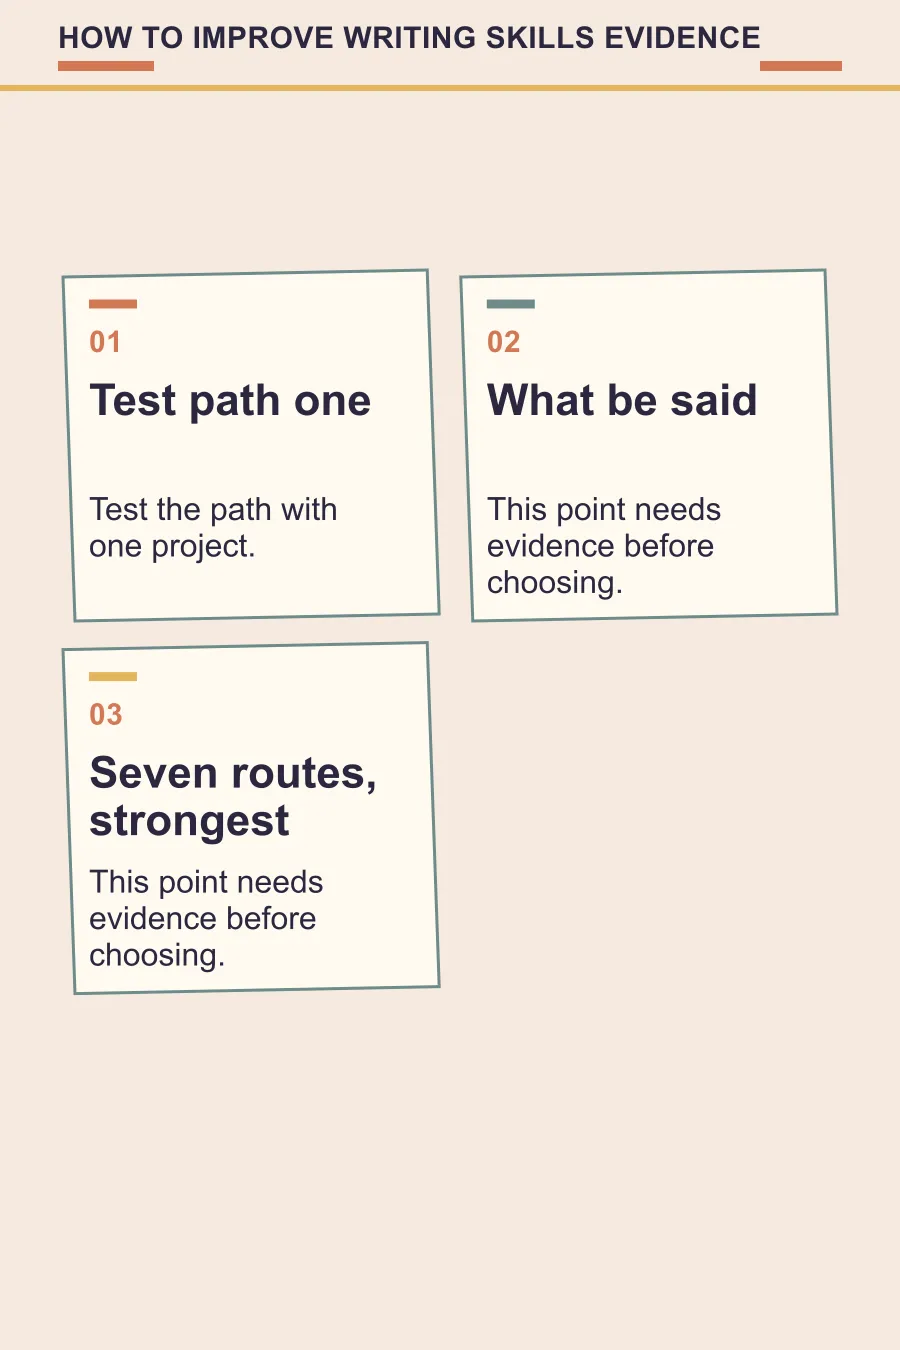 HOW TO IMPROVE WRITING SKILLS EVIDENCE
01
Test path one
Test the path with
one project.
02
What be said
This point needs
evidence before
choosing.
03
Seven routes,
strongest
This point needs
evidence before
choosing.